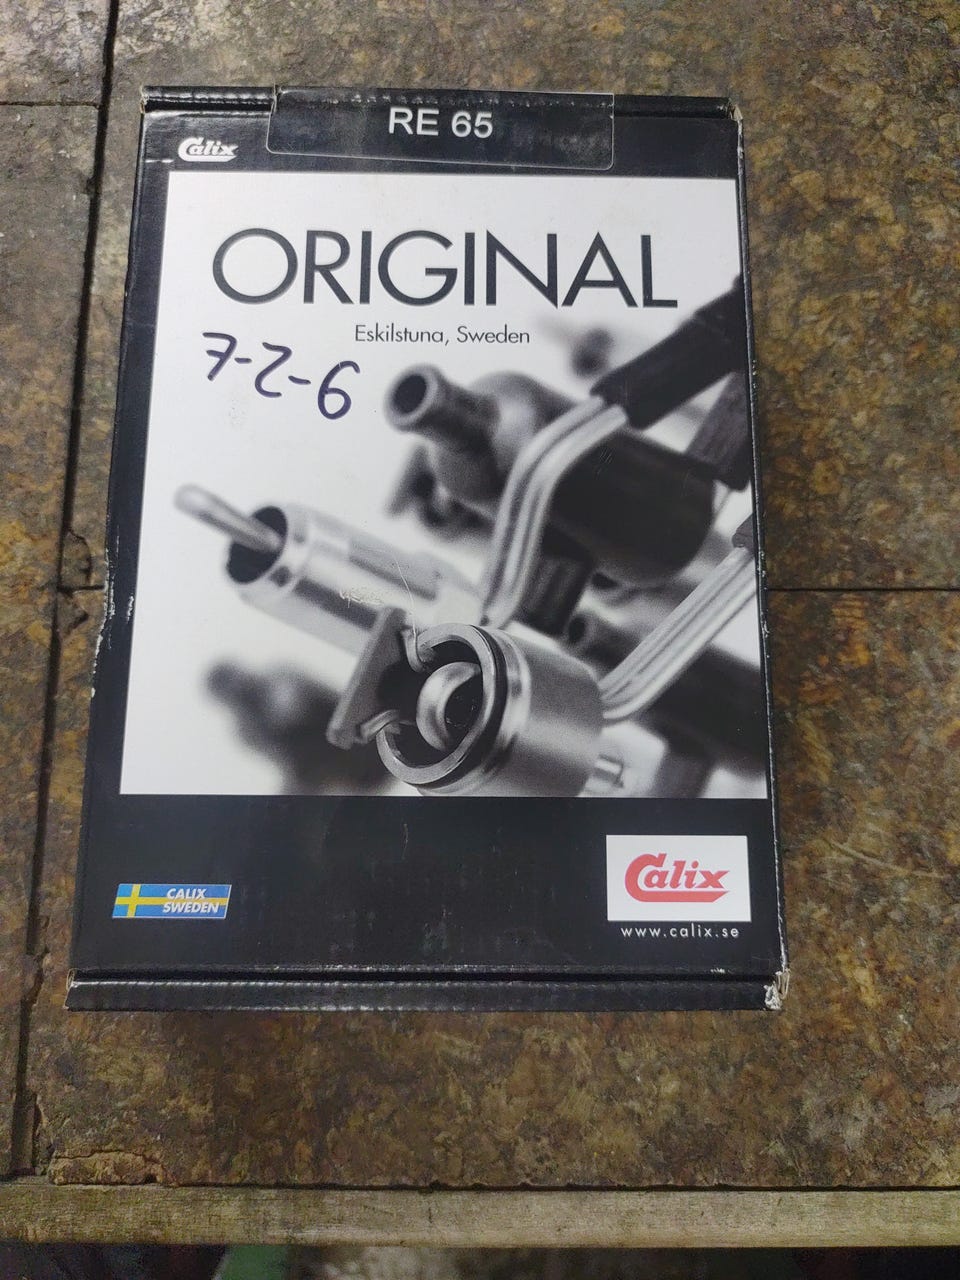 RE 65
Calix
ORIGINAL
Eskilstuna, Sweden
7-2-6
CALIX
SWEDEN
Calix
www.calix.se